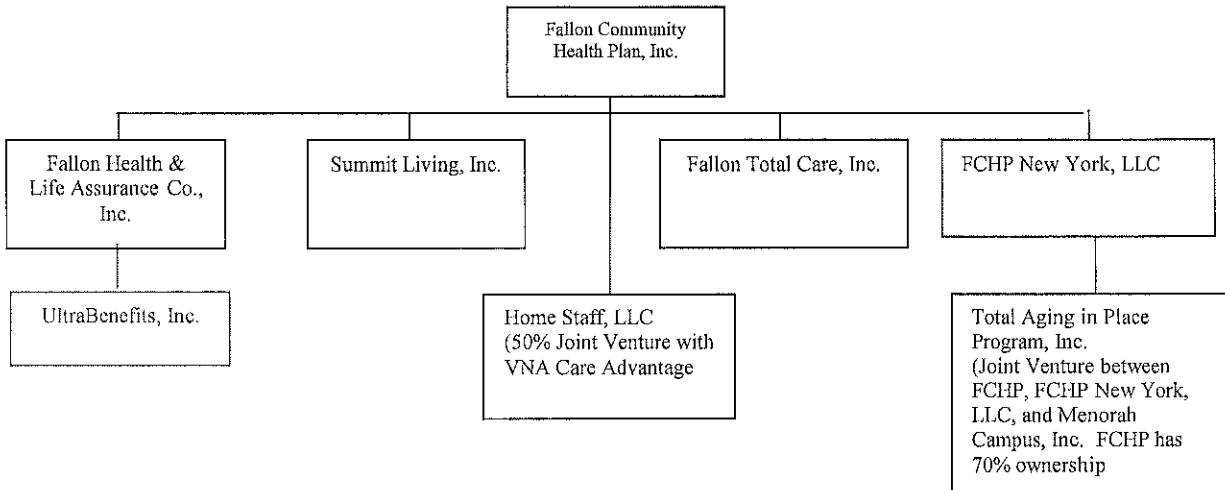 Fallon Community
Health Plan, Inc.
Fallon Health &
Life Assurance Co.,
Inc.
Summit Living, Inc.
Fallon Total Care, Inc.
FCHP New York, LLC
UltraBenefits, Inc.
Home Staff, LLC
(50% Joint Venture with
VNA Care Advantage
Total Aging in Place
Program, Inc.
(Joint Venture between
FCHP, FCHP New York,
LLC, and Menorah
Campus, Inc.  FCHP has
70% ownership